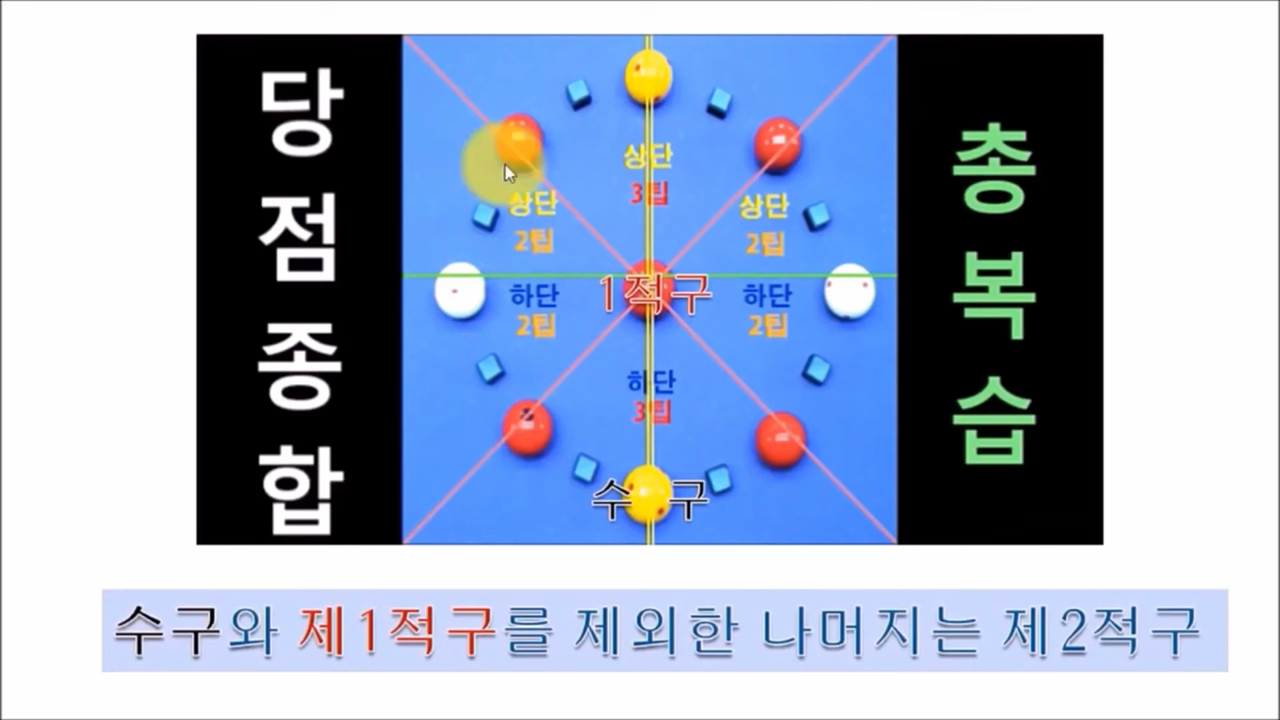 당점종합
총복습
상단
3팁
상단
2팁
상단
2팁
1적구
하단
2팁
하단
2팁
하단
3팁
수구
수구와 제1적구를 제외한 나머지는 제2적구